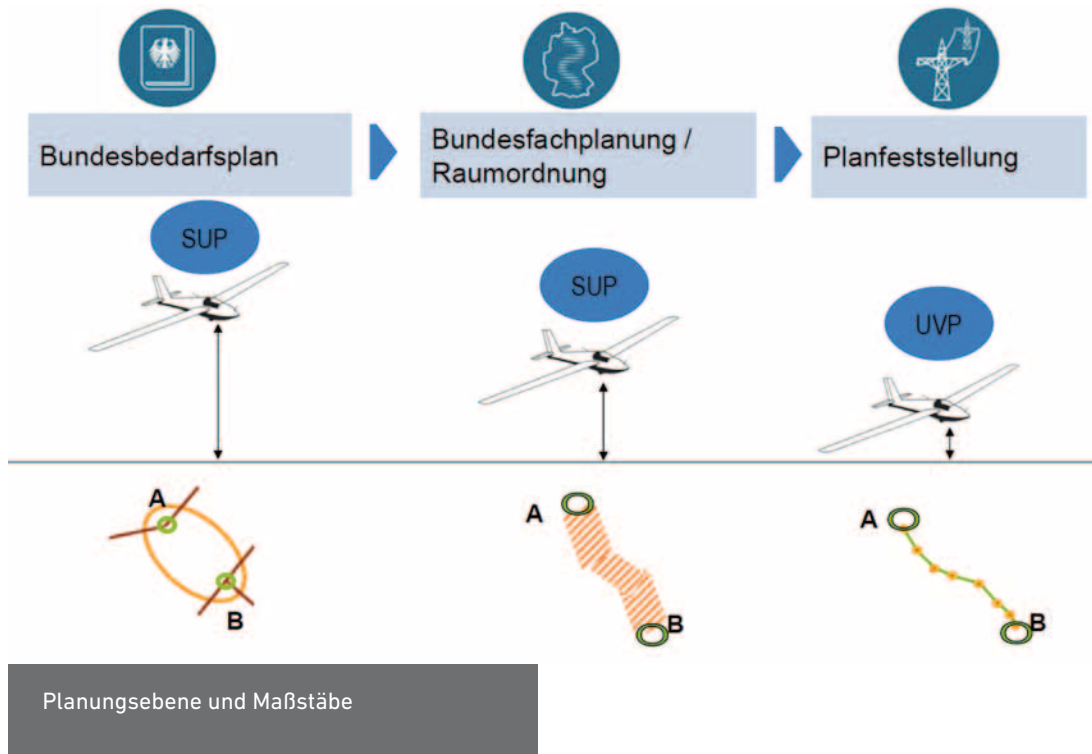 Bundesbedarfsplan
Bundesfachplanung /
Raumordnung
Planfeststellung
SUP
SUP
UVP
A
B
A
B
A
B
Planungsebene und Maßstäbe